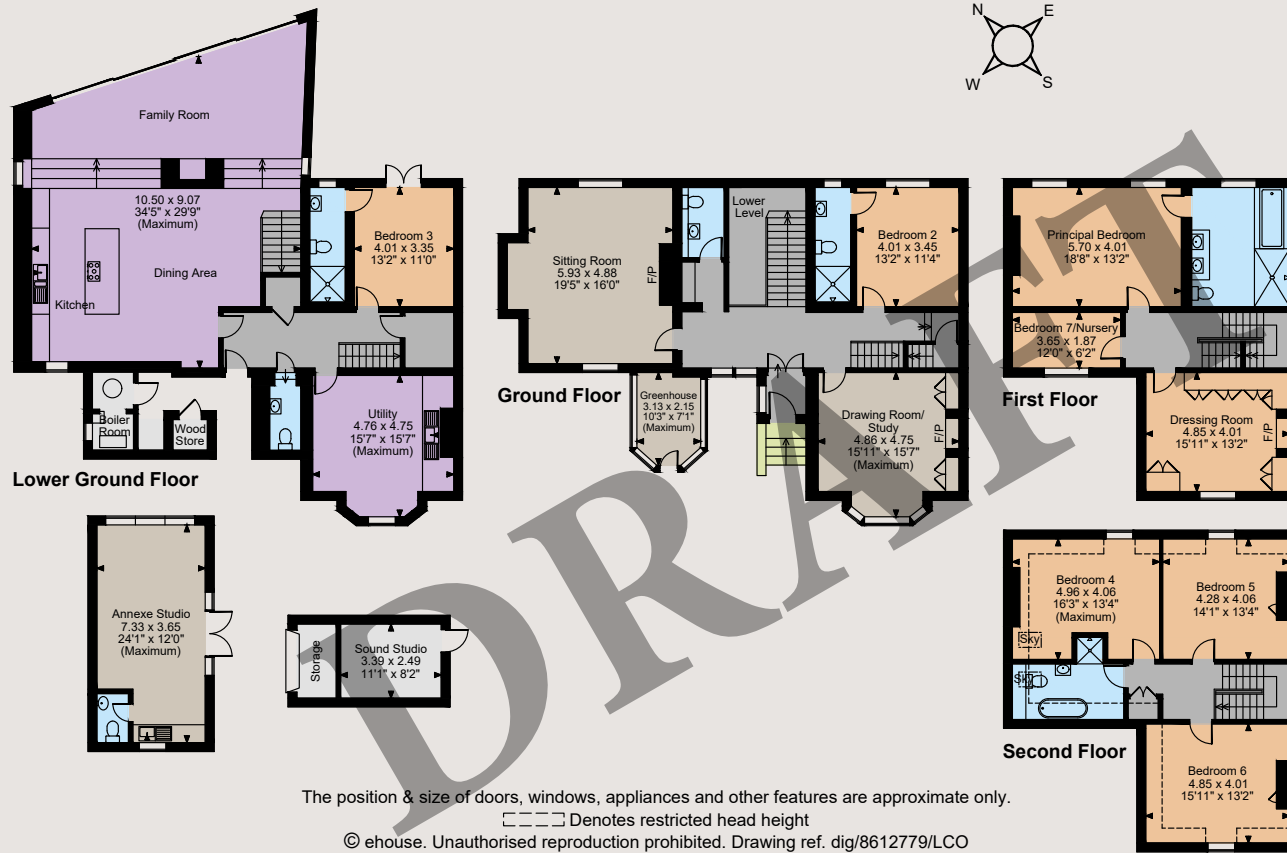 N
E
W
S
Family Room
10.50 x 9.07
34'5" x 29'9"
(Maximum)
Dining Area
Kitchen
Bedroom 3
4.01 x 3.35
13'2" x 11'0"
Boiler
Room
Wood
Store
Utility
4.76 x 4.75
15'7" x 15'7"
(Maximum)
Lower Ground Floor
Sitting Room
5.93 x 4.88
19'5" x 16'0"
F/P
Lower
Level
Bedroom 2
4.01 x 3.45
13'2" x 11'4"
Greenhouse
3.13 x 2.15
10'3" x 7'1"
(Maximum)
Drawing Room/
Study
4.86 x 4.75
15'11" x 15'7"
(Maximum)
F/P
Ground Floor
Principal Bedroom
5.70 x 4.01
18'8" x 13'2"
Bedroom 7/Nursery
3.65 x 1.87
12'0" x 6'2"
Dressing Room
4.85 x 4.01
15'11" x 13'2"
F/P
First Floor
Annexe Studio
7.33 x 3.65
24'1" x 12'0"
(Maximum)
Storage
Sound Studio
3.39 x 2.49
11'1" x 8'2"
Bedroom 4
4.96 x 4.06
16'3" x 13'4"
(Maximum)
Sky
Sky
Bedroom 5
4.28 x 4.06
14'1" x 13'4"
Bedroom 6
4.85 x 4.01
15'11" x 13'2"
Second Floor
DRAFT
The position & size of doors, windows, appliances and other features are approximate only.
Denotes restricted head height
© ehouse. Unauthorised reproduction prohibited. Drawing ref. dig/8612779/LCO